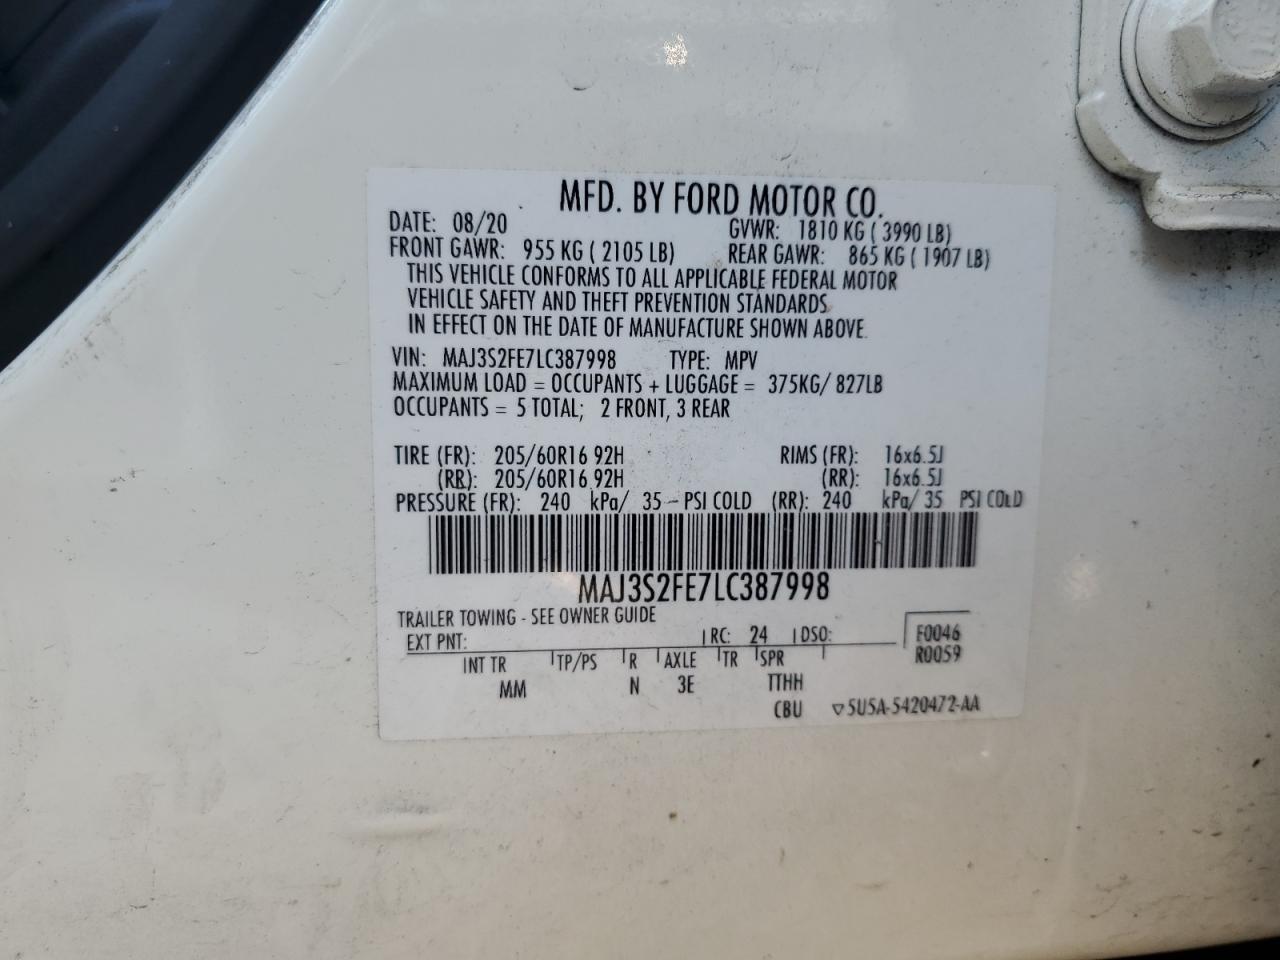 MFD. BY FORD MOTOR CO.
DATE: 08/20 GVWR: 1810 KG ( 3990 LB)
FRONT GAWR: 955 KG ( 2105 LB) REAR GAWR: 865 KG ( 1907 LB)
THIS VEHICLE CONFORMS TO ALL APPLICABLE FEDERAL MOTOR
VEHICLE SAFETY AND THEFT PREVENTION STANDARDS
IN EFFECT ON THE DATE OF MANUFACTURE SHOWN ABOVE.
VIN: MAJ3S2FE7LC387998 TYPE: MPV
MAXIMUM LOAD = OCCUPANTS + LUGGAGE = 375KG/ 827LB
OCCUPANTS = 5 TOTAL; 2 FRONT, 3 REAR
TIRE (FR): 205/60R16 92H RIMS (FR): 16x6.5J
(RR): 205/60R16 92H (RR): 16x6.5J
PRESSURE (FR): 240 kPa/ 35 - PSI COLD (RR): 240 kPa/ 35 PSI COLD
MAJ3S2FE7LC387998
TRAILER TOWING - SEE OWNER GUIDE
EXT PNT: RC: 24 DSO: F0046
INT TR TP/PS R AXLE TR SPR R0059
MM N 3E TTHH
CBU ▽5U5A-5420472-AA